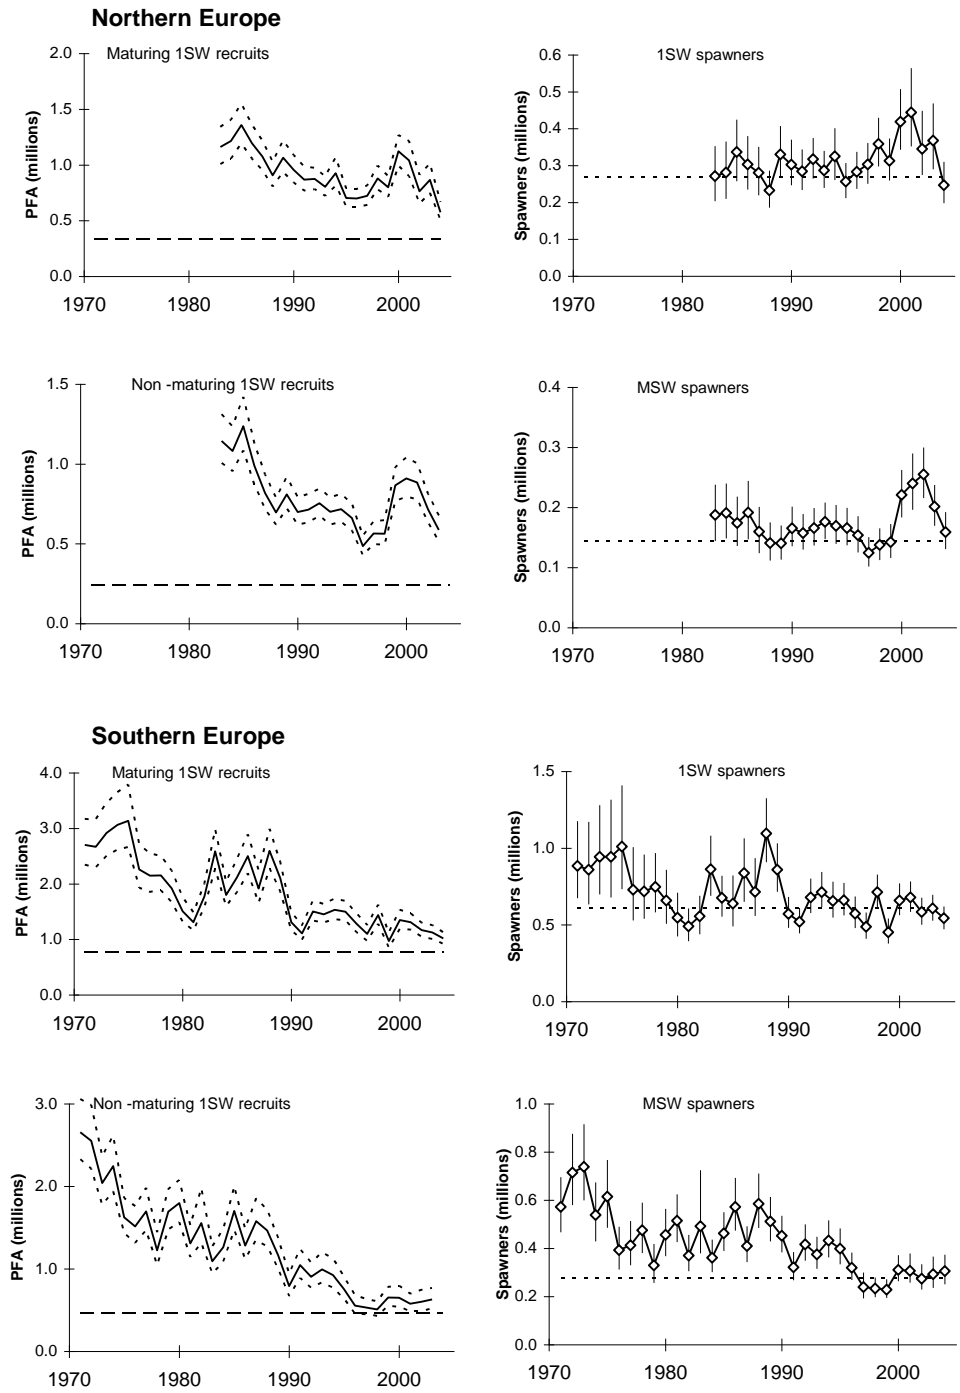 Northern Europe
Maturing 1SW recruits
PFA (millions)
2.0
1.5
1.0
0.5
0.0
1970 1980 1990 2000
1SW spawners
Spawners (millions)
0.6
0.5
0.4
0.3
0.2
0.1
0.0
1970 1980 1990 2000
Non -maturing 1SW recruits
PFA (millions)
1.5
1.0
0.5
0.0
1970 1980 1990 2000
MSW spawners
Spawners (millions)
0.4
0.3
0.2
0.1
0.0
1970 1980 1990 2000
Southern Europe
Maturing 1SW recruits
PFA (millions)
4.0
3.0
2.0
1.0
0.0
1970 1980 1990 2000
1SW spawners
Spawners (millions)
1.5
1.0
0.5
0.0
1970 1980 1990 2000
Non -maturing 1SW recruits
PFA (millions)
3.0
2.0
1.0
0.0
1970 1980 1990 2000
MSW spawners
Spawners (millions)
1.0
0.8
0.6
0.4
0.2
0.0
1970 1980 1990 2000